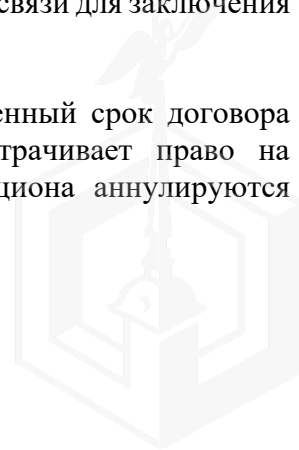 связи для заключения
енный срок договора
трачивает право на
циона аннулируются